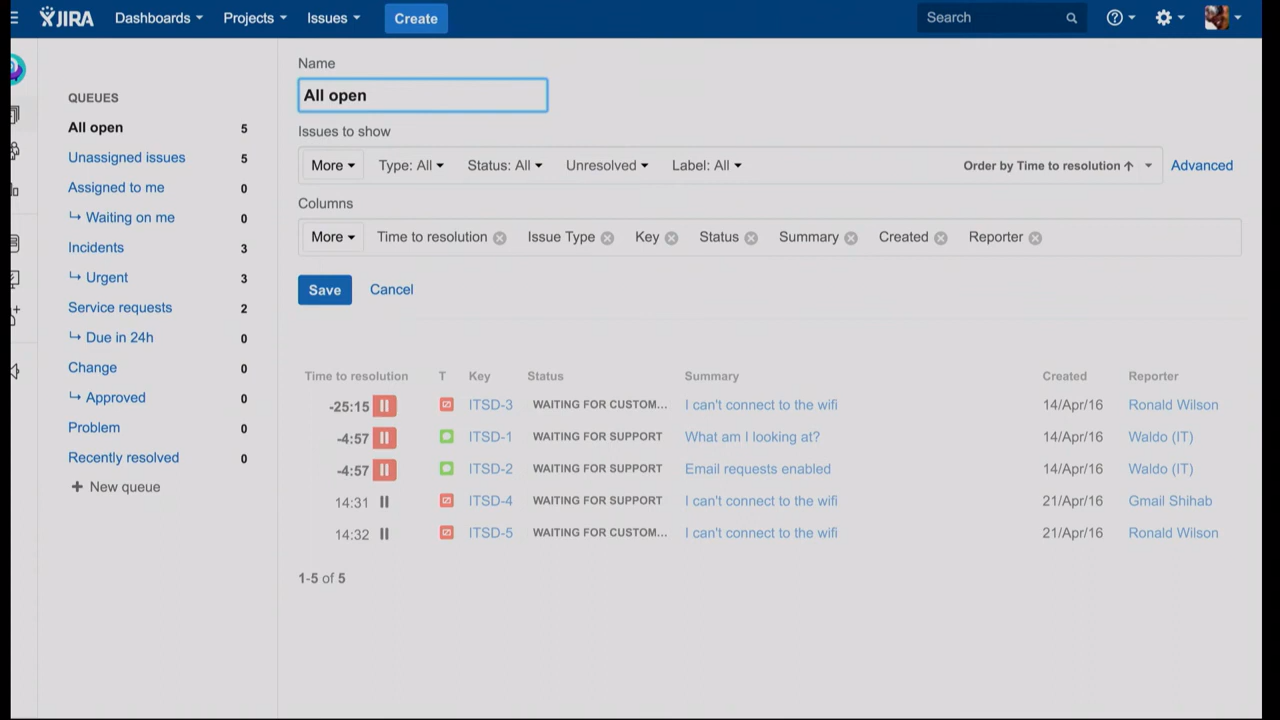 JIRA Dashboards Projects Issues Create Search
QUEUES
All open 5
Unassigned issues 5
Assigned to me 0
Waiting on me 0
Incidents 3
Urgent 3
Service requests 2
Due in 24h 0
Change 0
Approved 0
Problem 0
Recently resolved 0
+ New queue
Name
All open
Issues to show
More Type: All Status: All Unresolved Label: All Order by Time to resolution ↑ Advanced
Columns
More Time to resolution Issue Type Key Status Summary Created Reporter
Save Cancel
Time to resolution T Key Status Summary Created Reporter
-25:15 ITSD-3 WAITING FOR CUSTOM... I can't connect to the wifi 14/Apr/16 Ronald Wilson
-4:57 ITSD-1 WAITING FOR SUPPORT What am I looking at? 14/Apr/16 Waldo (IT)
-4:57 ITSD-2 WAITING FOR SUPPORT Email requests enabled 14/Apr/16 Waldo (IT)
14:31 ITSD-4 WAITING FOR SUPPORT I can't connect to the wifi 21/Apr/16 Gmail Shihab
14:32 ITSD-5 WAITING FOR CUSTOM... I can't connect to the wifi 21/Apr/16 Ronald Wilson
1-5 of 5